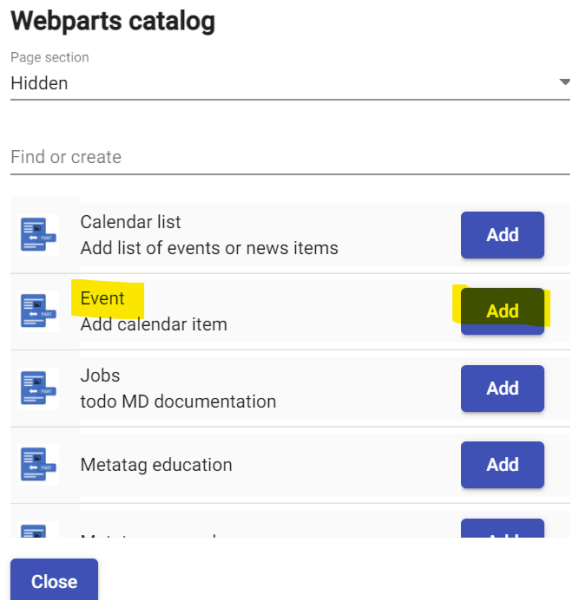 Webparts catalog
Page section
Hidden
Find or create
Calendar list
Add list of events or news items
Add
Event
Add calendar item
Add
Jobs
todo MD documentation
Add
Metatag education
Add
Close